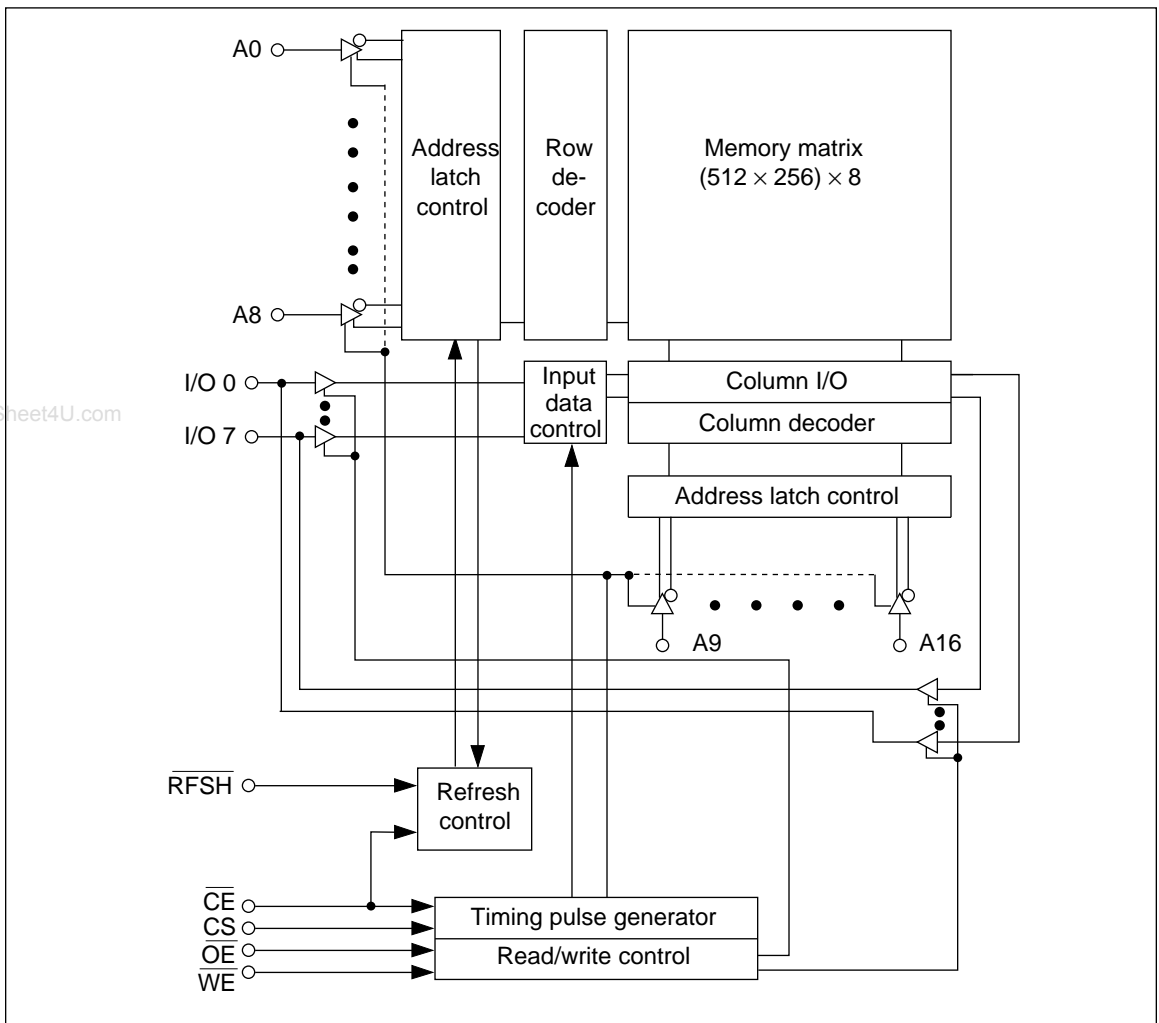 A0
Address
latch
control
Row
de-
coder
Memory matrix
(512 × 256) × 8
A8
I/O 0
Input
data
control
Column I/O
Sheet4U.com
I/O 7
Column decoder
Address latch control
A9
A16
RFSH
Refresh
control
CE
CS
OE
WE
Timing pulse generator
Read/write control